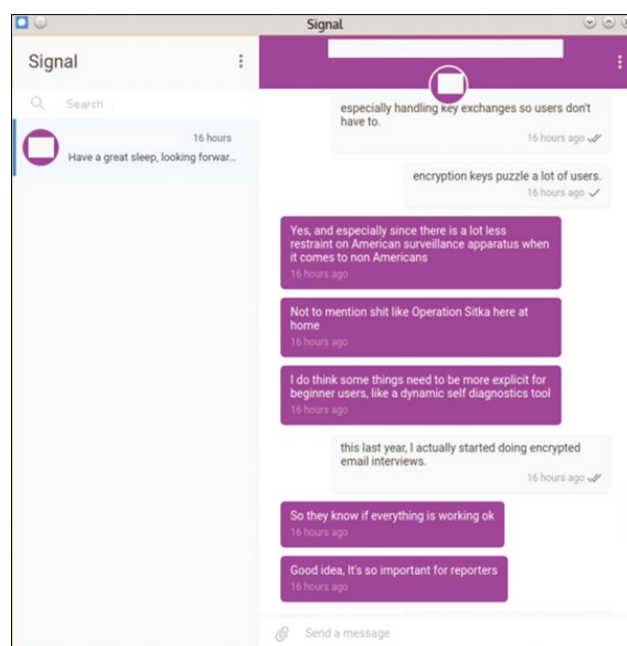 Signal
Signal
Search...
16 hours
Have a great sleep, looking forwar...
especially handling key exchanges so users don't
have to.
16 hours ago
encryption keys puzzle a lot of users.
16 hours ago
Yes, and especially since there is a lot less
restraint on American surveillance apparatus when
it comes to non Americans
16 hours ago
Not to mention shit like Operation Sitka here at
home
16 hours ago
I do think some things need to be more explicit for
beginner users, like a dynamic self diagnostics tool
16 hours ago
this last year, I actually started doing encrypted
email interviews.
16 hours ago
So they know if everything is working ok
16 hours ago
Good idea, It's so important for reporters
16 hours ago
Send a message